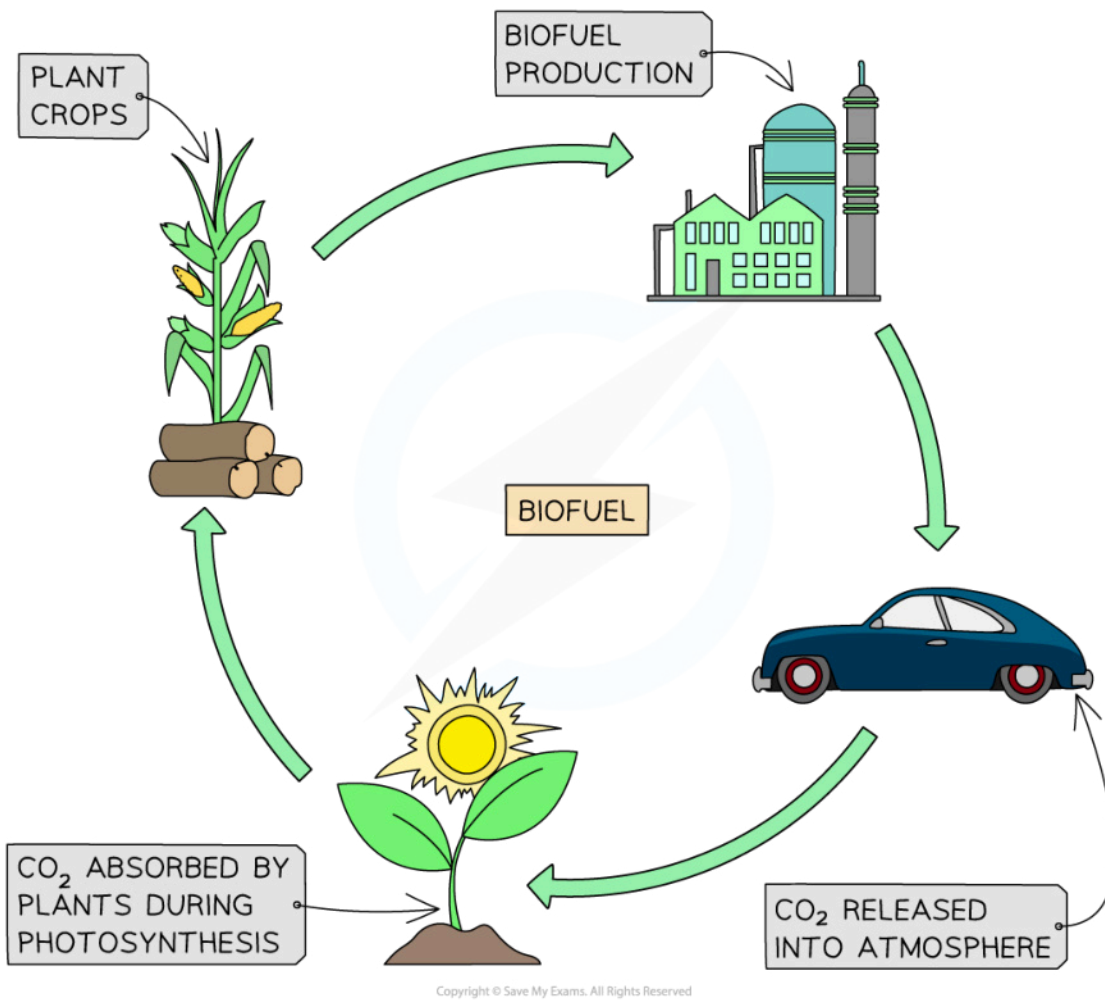 PLANT
CROPS
BIOFUEL
PRODUCTION
BIOFUEL
CO₂ ABSORBED BY
PLANTS DURING
PHOTOSYNTHESIS
CO₂ RELEASED
INTO ATMOSPHERE
Copyright © Save My Exams. All Rights Reserved